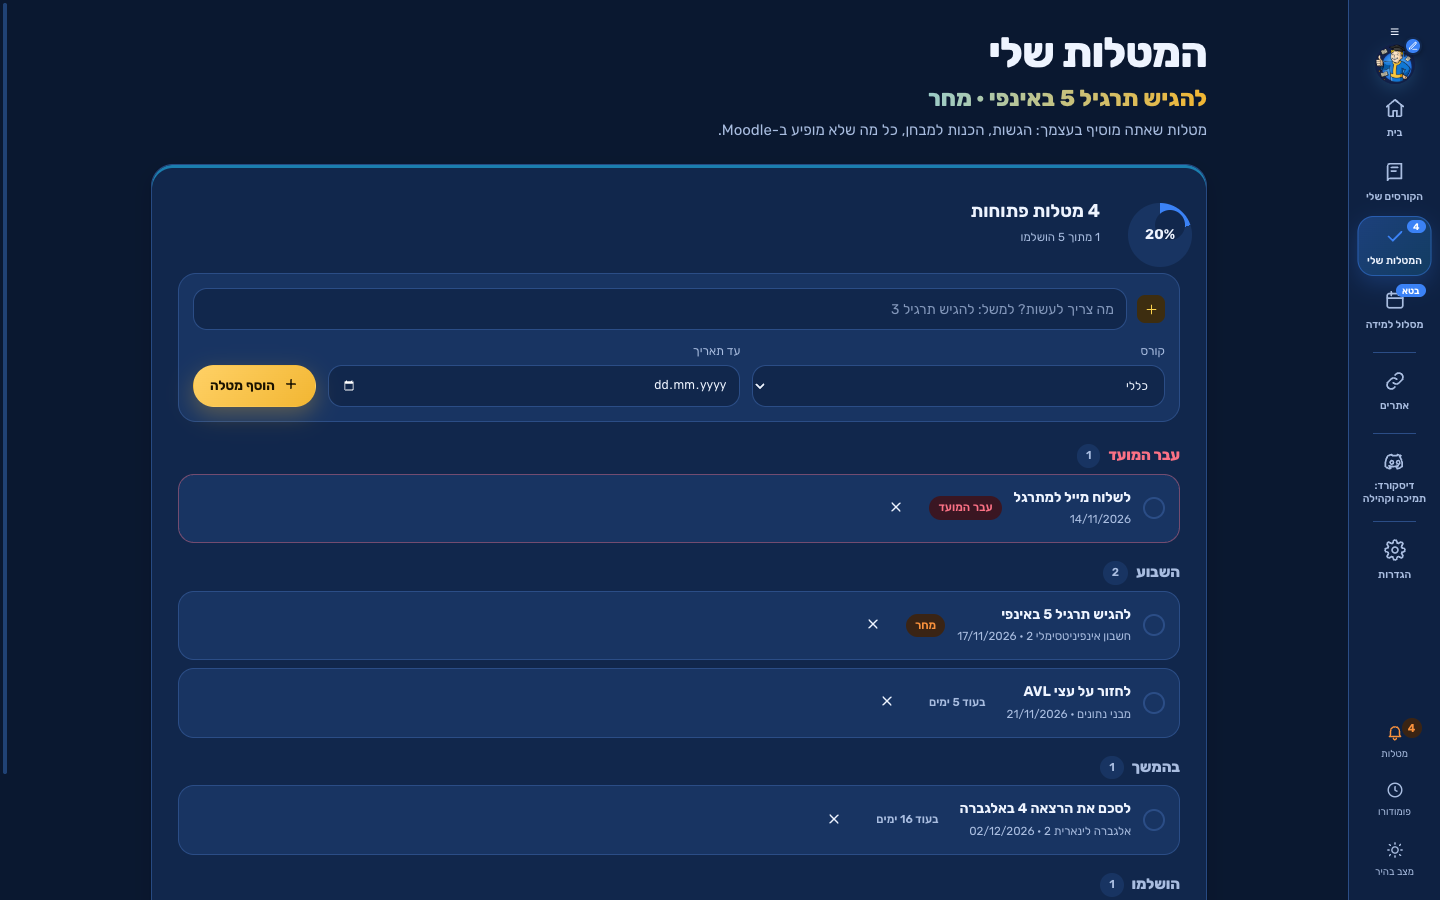 בית
הקורסים שלי
4
המטלות שלי
בטא
מסלול למידה
אתרים
דיסקורד:
תמיכה וקהילה
הגדרות
4
מטלות
פומודורו
מצב בהיר
המטלות שלי
להגיש תרגיל 5 באינפי • מחר
מטלות שאתה מוסיף בעצמך: הגשות, הכנות למבחן, כל מה שלא מופיע ב-Moodle.
20%
4 מטלות פתוחות
1 מתוך 5 הושלמו
מה צריך לעשות? למשל: להגיש תרגיל 3
קורס
עד תאריך
כללי
dd.mm.yyyy
+ הוסף מטלה
עבר המועד 1
לשלוח מייל למתרגל
עבר המועד
14/11/2026
השבוע 2
להגיש תרגיל 5 באינפי
מחר
חשבון אינפיניטסימלי 2 • 17/11/2026
לחזור על עצי AVL
בעוד 5 ימים
מבני נתונים • 21/11/2026
בהמשך 1
לסכם את הרצאה 4 באלגברה
בעוד 16 ימים
אלגברה לינארית 2 • 02/12/2026
הושלמו 1